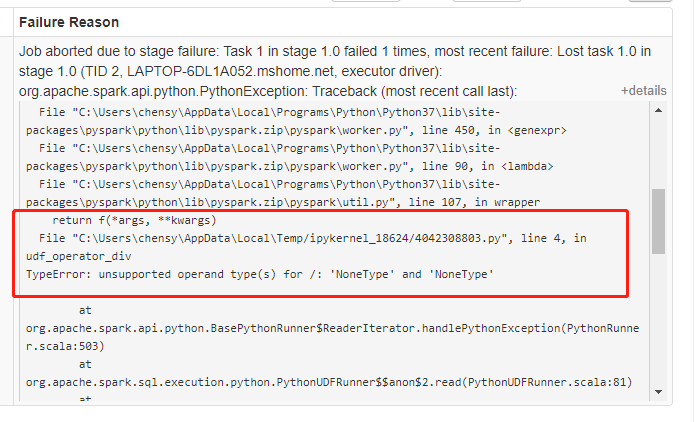 Failure Reason
Job aborted due to stage failure: Task 1 in stage 1.0 failed 1 times, most recent failure: Lost task 1.0 in
stage 1.0 (TID 2, LAPTOP-6DL1A052.mshome.net, executor driver):
org.apache.spark.api.python.PythonException: Traceback (most recent call last):
+details
File "C:\Users\chensy\AppData\Local\Programs\Python\Python37\lib\site-
packages\pyspark\python\lib\pyspark.zip\pyspark\worker.py", line 450, in <genexpr>
File "C:\Users\chensy\AppData\Local\Programs\Python\Python37\lib\site-
packages\pyspark\python\lib\pyspark.zip\pyspark\worker.py", line 90, in <lambda>
File "C:\Users\chensy\AppData\Local\Programs\Python\Python37\lib\site-
packages\pyspark\python\lib\pyspark.zip\pyspark\util.py", line 107, in wrapper
return f(*args, **kwargs)
File "C:\Users\chensy\AppData\Local\Temp/ipykernel_18624/4042308803.py", line 4, in
udf_operator_div
TypeError: unsupported operand type(s) for /: 'NoneType' and 'NoneType'
at
org.apache.spark.api.python.BasePythonRunner$ReaderIterator.handlePythonException(PythonRunne
r.scala:503)
at
org.apache.spark.sql.execution.python.PythonUDFRunner$$anon$2.read(PythonUDFRunner.scala:81)
at